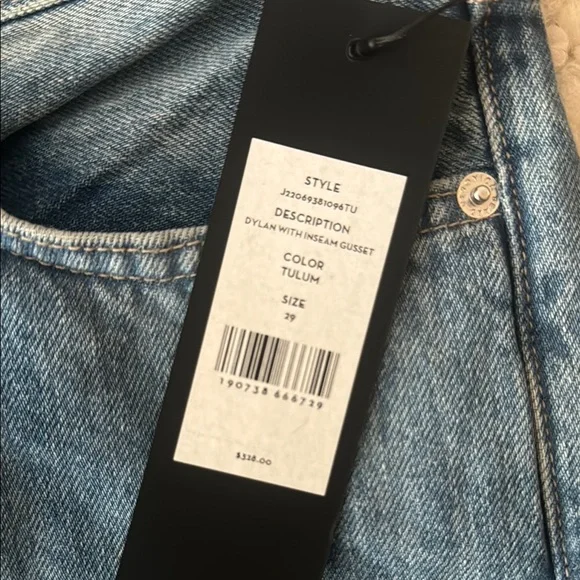 STYLE
J22069381096TU
DESCRIPTION
DYLAN WITH INSEAM GUSSET
COLOR
TULUM
SIZE
29
190738 666729
$328.00